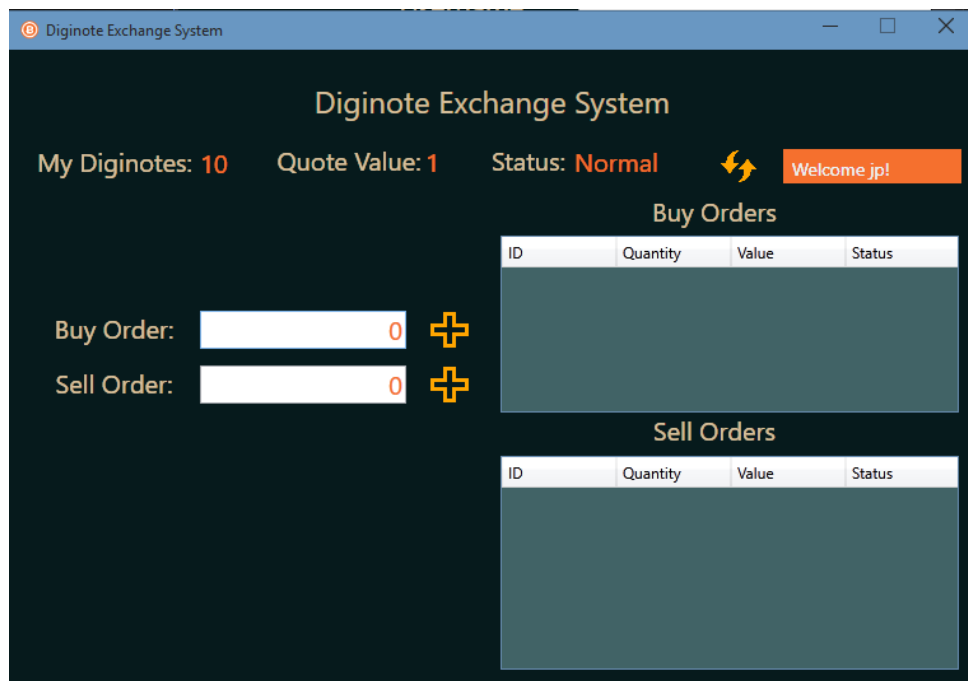 Diginote Exchange System
Diginote Exchange System
My Diginotes: 10 Quote Value: 1 Status: Normal Welcome jp!
Buy Orders
ID Quantity Value Status
Buy Order: 0
Sell Order: 0
Sell Orders
ID Quantity Value Status